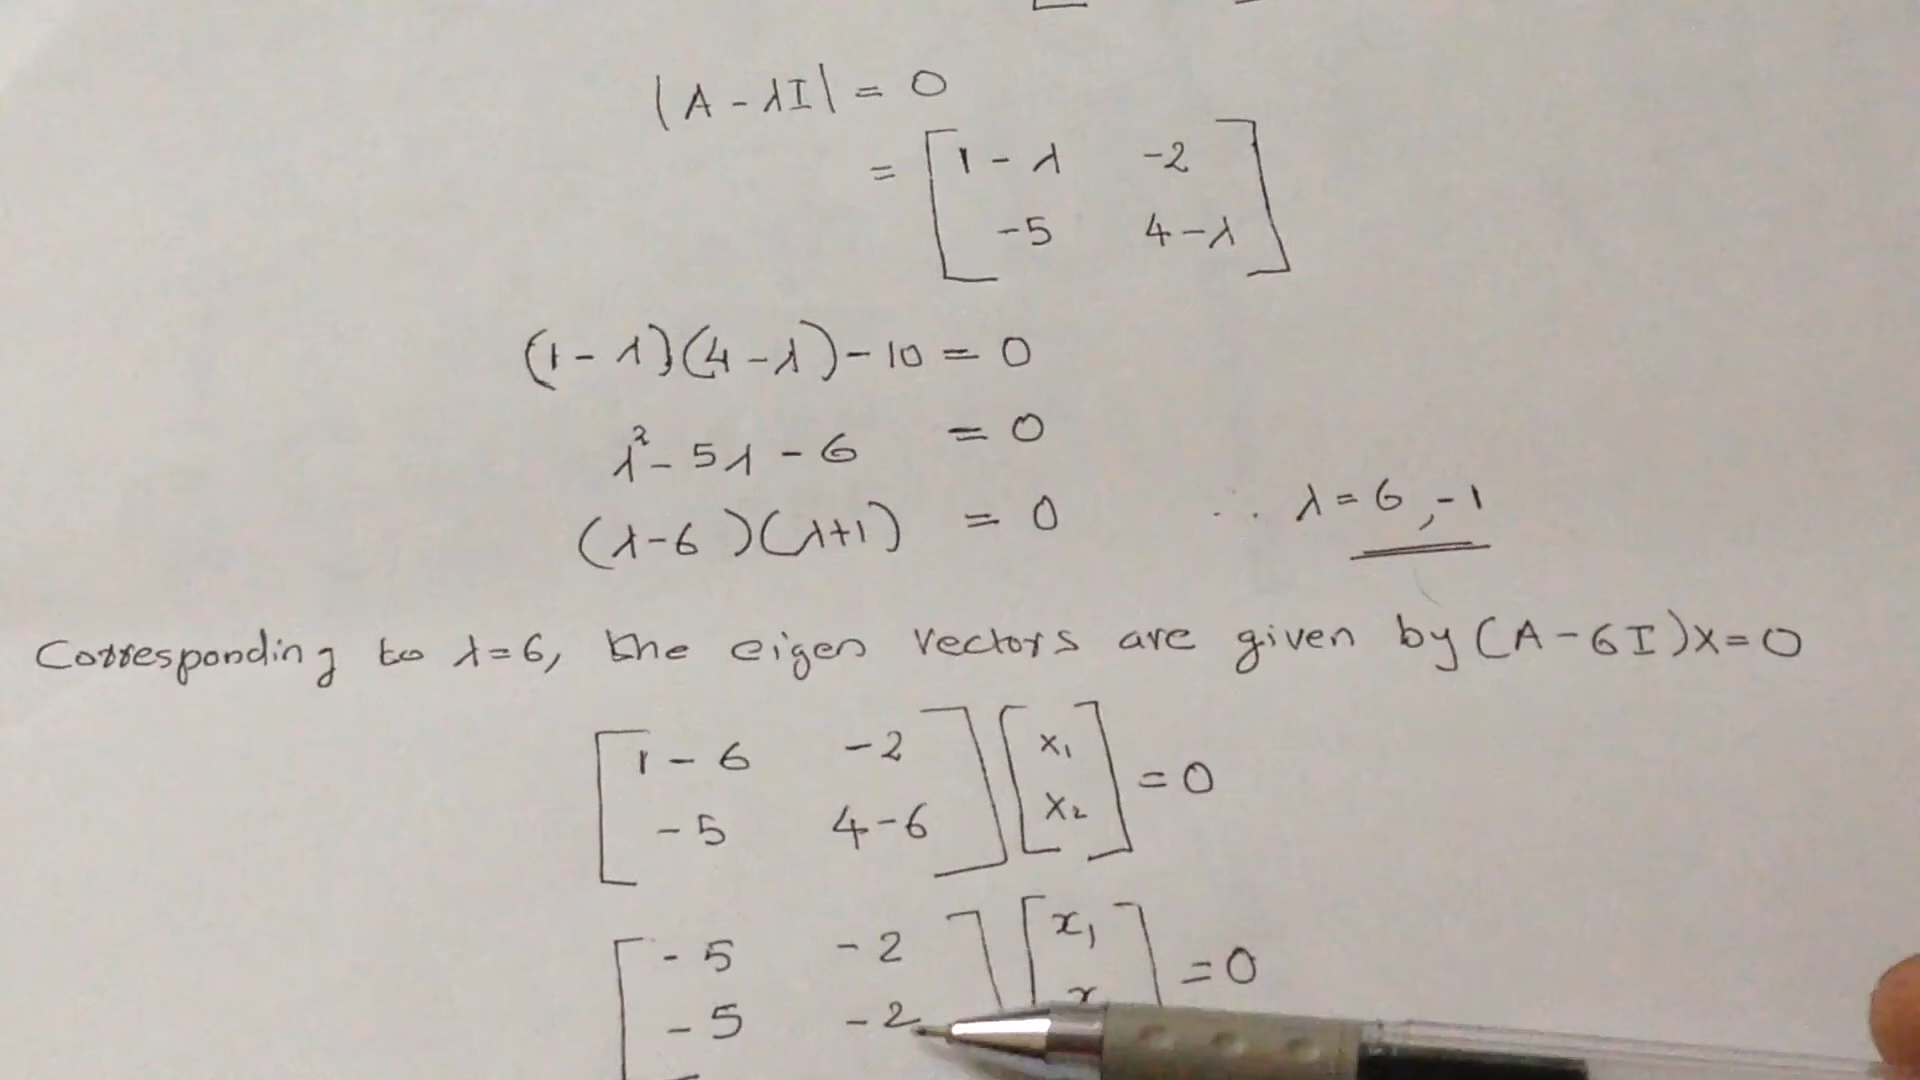 |A - λI| = 0
= [1 - λ -2
-5 4 - λ]
(1 - λ)(4 - λ) - 10 = 0
λ² - 5λ - 6 = 0
(λ - 6)(λ + 1) = 0 ∴ λ = 6, -1
Corresponding to λ = 6, the eigen vectors are given by (A - 6I)X = 0
[1 - 6 -2
-5 4 - 6] [x₁
x₂] = 0
[-5 -2
-5 -2] [x₁
x] = 0